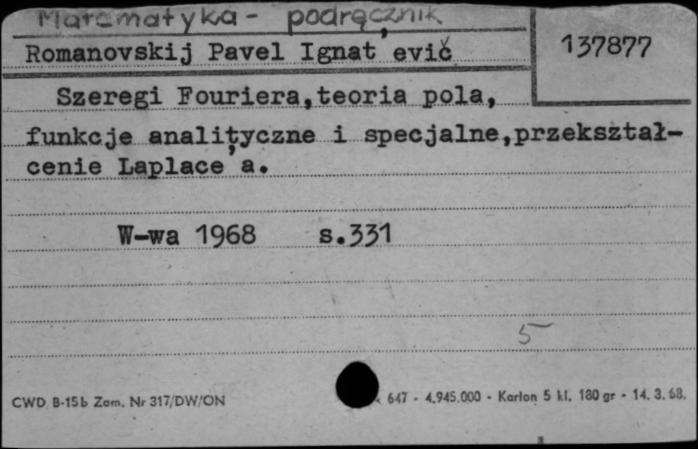 Matematyka - podręcznik
Romanovskij Pavel Ignat'evič
137877
Szeregi Fouriera,teoria pola,
funkcje analityczne i specjalne,przekształ-
cenie Laplace'a.
W-wa 1968 s.331
5
CWD B-15b Zam. Nr 317/DW/ON
647 - 4.945.000 - Karton 5 kl. 180 gr - 14. 3. 68.